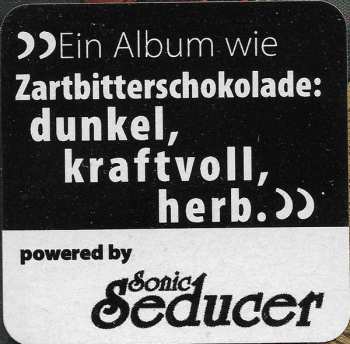 »Ein Album wie
Zartbitterschokolade:
dunkel,
kraftvoll,
herb.»
powered by
Sonic
Seducer